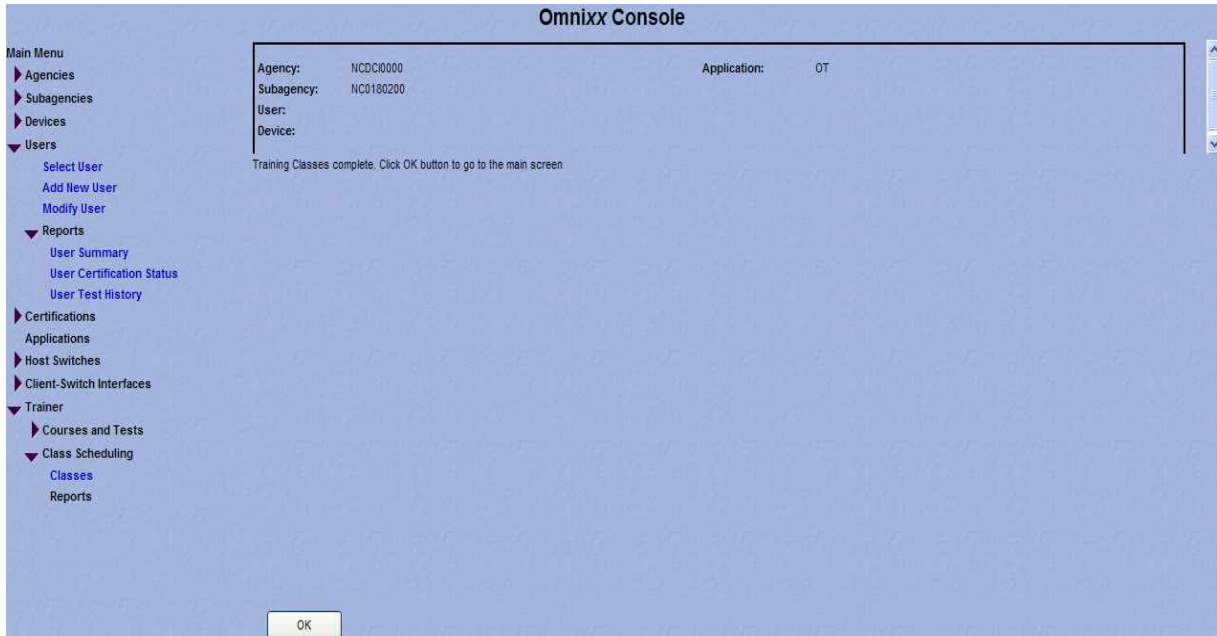 Omnixx Console
Main Menu
Agencies
Subagencies
Devices
Users
Select User
Add New User
Modify User
Reports
User Summary
User Certification Status
User Test History
Certifications
Applications
Host Switches
Client-Switch Interfaces
Trainer
Courses and Tests
Class Scheduling
Classes
Reports
Agency: NCDCI0000 Application: OT
Subagency: NC0180200
User:
Device:
Training Classes complete, Click OK button to go to the main screen
OK